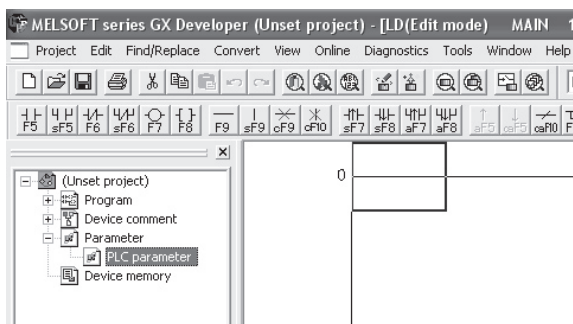 MELSOFT series GX Developer (Unset project) - [LD(Edit mode) MAIN 1
Project Edit Find/Replace Convert View Online Diagnostics Tools Window Help
F5 sF5 F6 sF6 F7 F8 F9 sF9 cF9 cF10 sF7 sF8 aF7 aF8 aF5 caF5 caF10 F
(Unset project)
Program
Device comment
Parameter
PLC parameter
Device memory
0